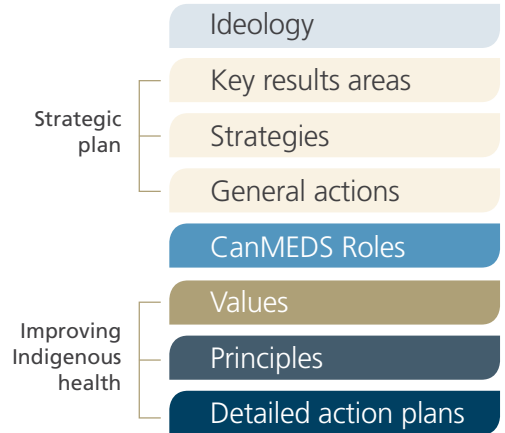 Ideology
Key results areas
Strategic
plan
Strategies
General actions
CanMEDS Roles
Values
Improving
Indigenous
health
Principles
Detailed action plans